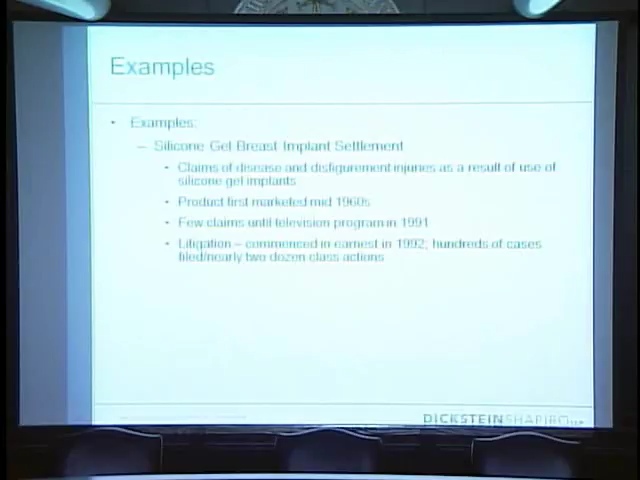 Examples
• Examples:
– Silicone Gel Breast Implant Settlement
• Claims of disease and disfigurement injuries as a result of use of
silicone gel implants
• Product first marketed mid 1960s
• Few claims until television program in 1991
• Litigation – commenced in earnest in 1992; hundreds of cases
filed/nearly two dozen class actions
DICKSTEINSHAPIRO LLP